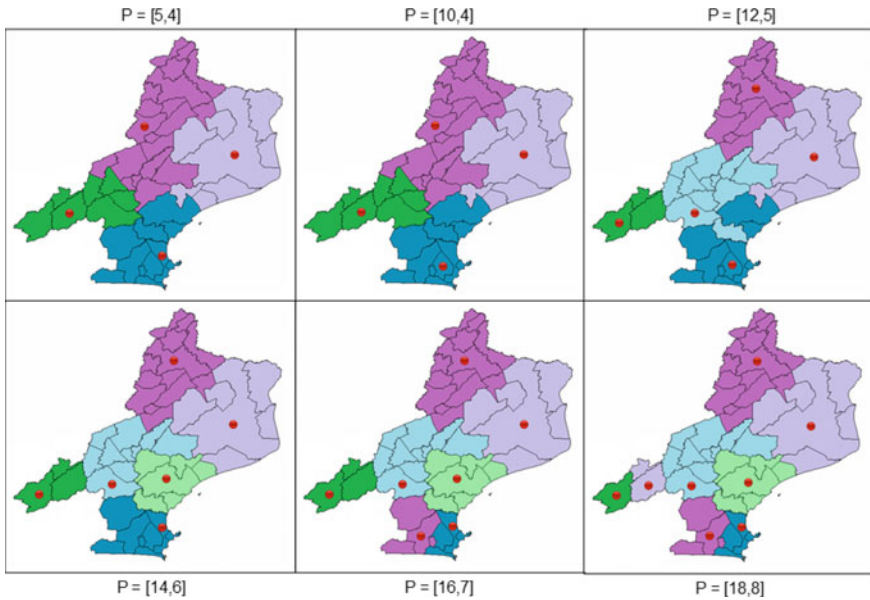 P = [5,4]
P = [10,4]
P = [12,5]
P = [14,6]
P = [16,7]
P = [18,8]